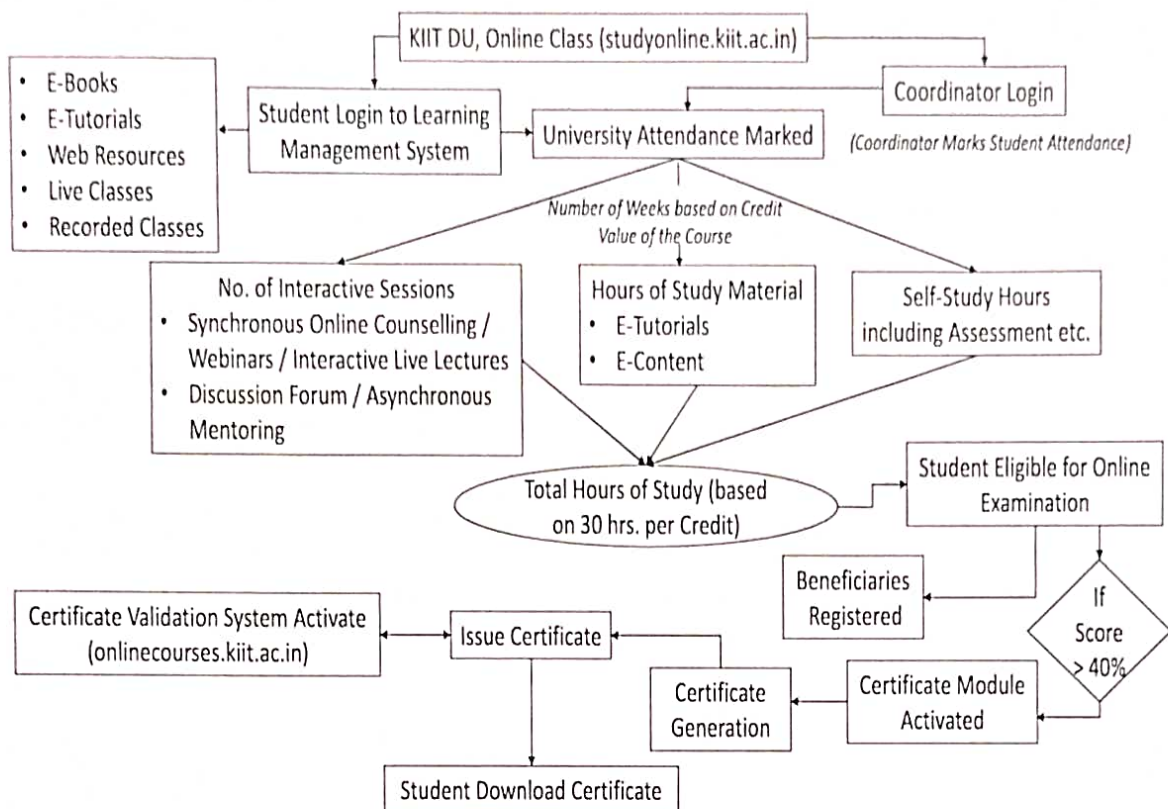 KIIT DU, Online Class (studyonline.kiit.ac.in)
• E-Books
• E-Tutorials
• Web Resources
• Live Classes
• Recorded Classes
Student Login to Learning
Management System
University Attendance Marked
Coordinator Login
(Coordinator Marks Student Attendance)
Number of Weeks based on Credit
Value of the Course
No. of Interactive Sessions
• Synchronous Online Counselling /
Webinars / Interactive Live Lectures
• Discussion Forum / Asynchronous
Mentoring
Hours of Study Material
• E-Tutorials
• E-Content
Self-Study Hours
including Assessment etc.
Total Hours of Study (based
on 30 hrs. per Credit)
Student Eligible for Online
Examination
Beneficiaries
Registered
If
Score
> 40%
Certificate Module
Activated
Certificate
Generation
Issue Certificate
Certificate Validation System Activate
(onlinecourses.kiit.ac.in)
Student Download Certificate